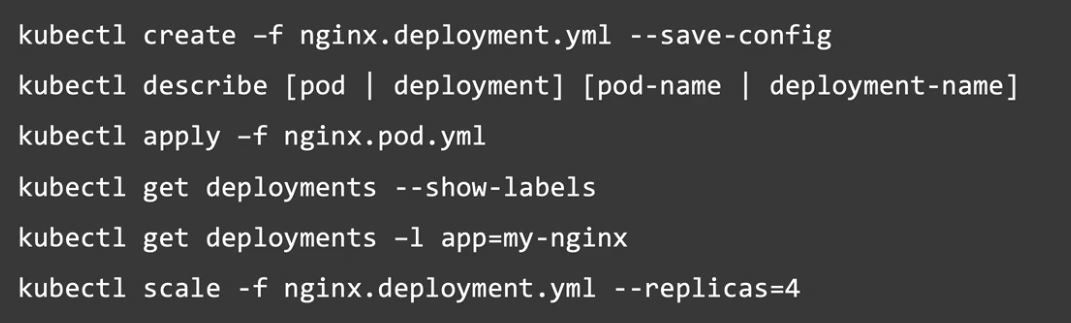 kubectl create –f nginx.deployment.yml --save-config
kubectl describe [pod | deployment] [pod-name | deployment-name]
kubectl apply –f nginx.pod.yml
kubectl get deployments --show-labels
kubectl get deployments –l app=my-nginx
kubectl scale -f nginx.deployment.yml --replicas=4